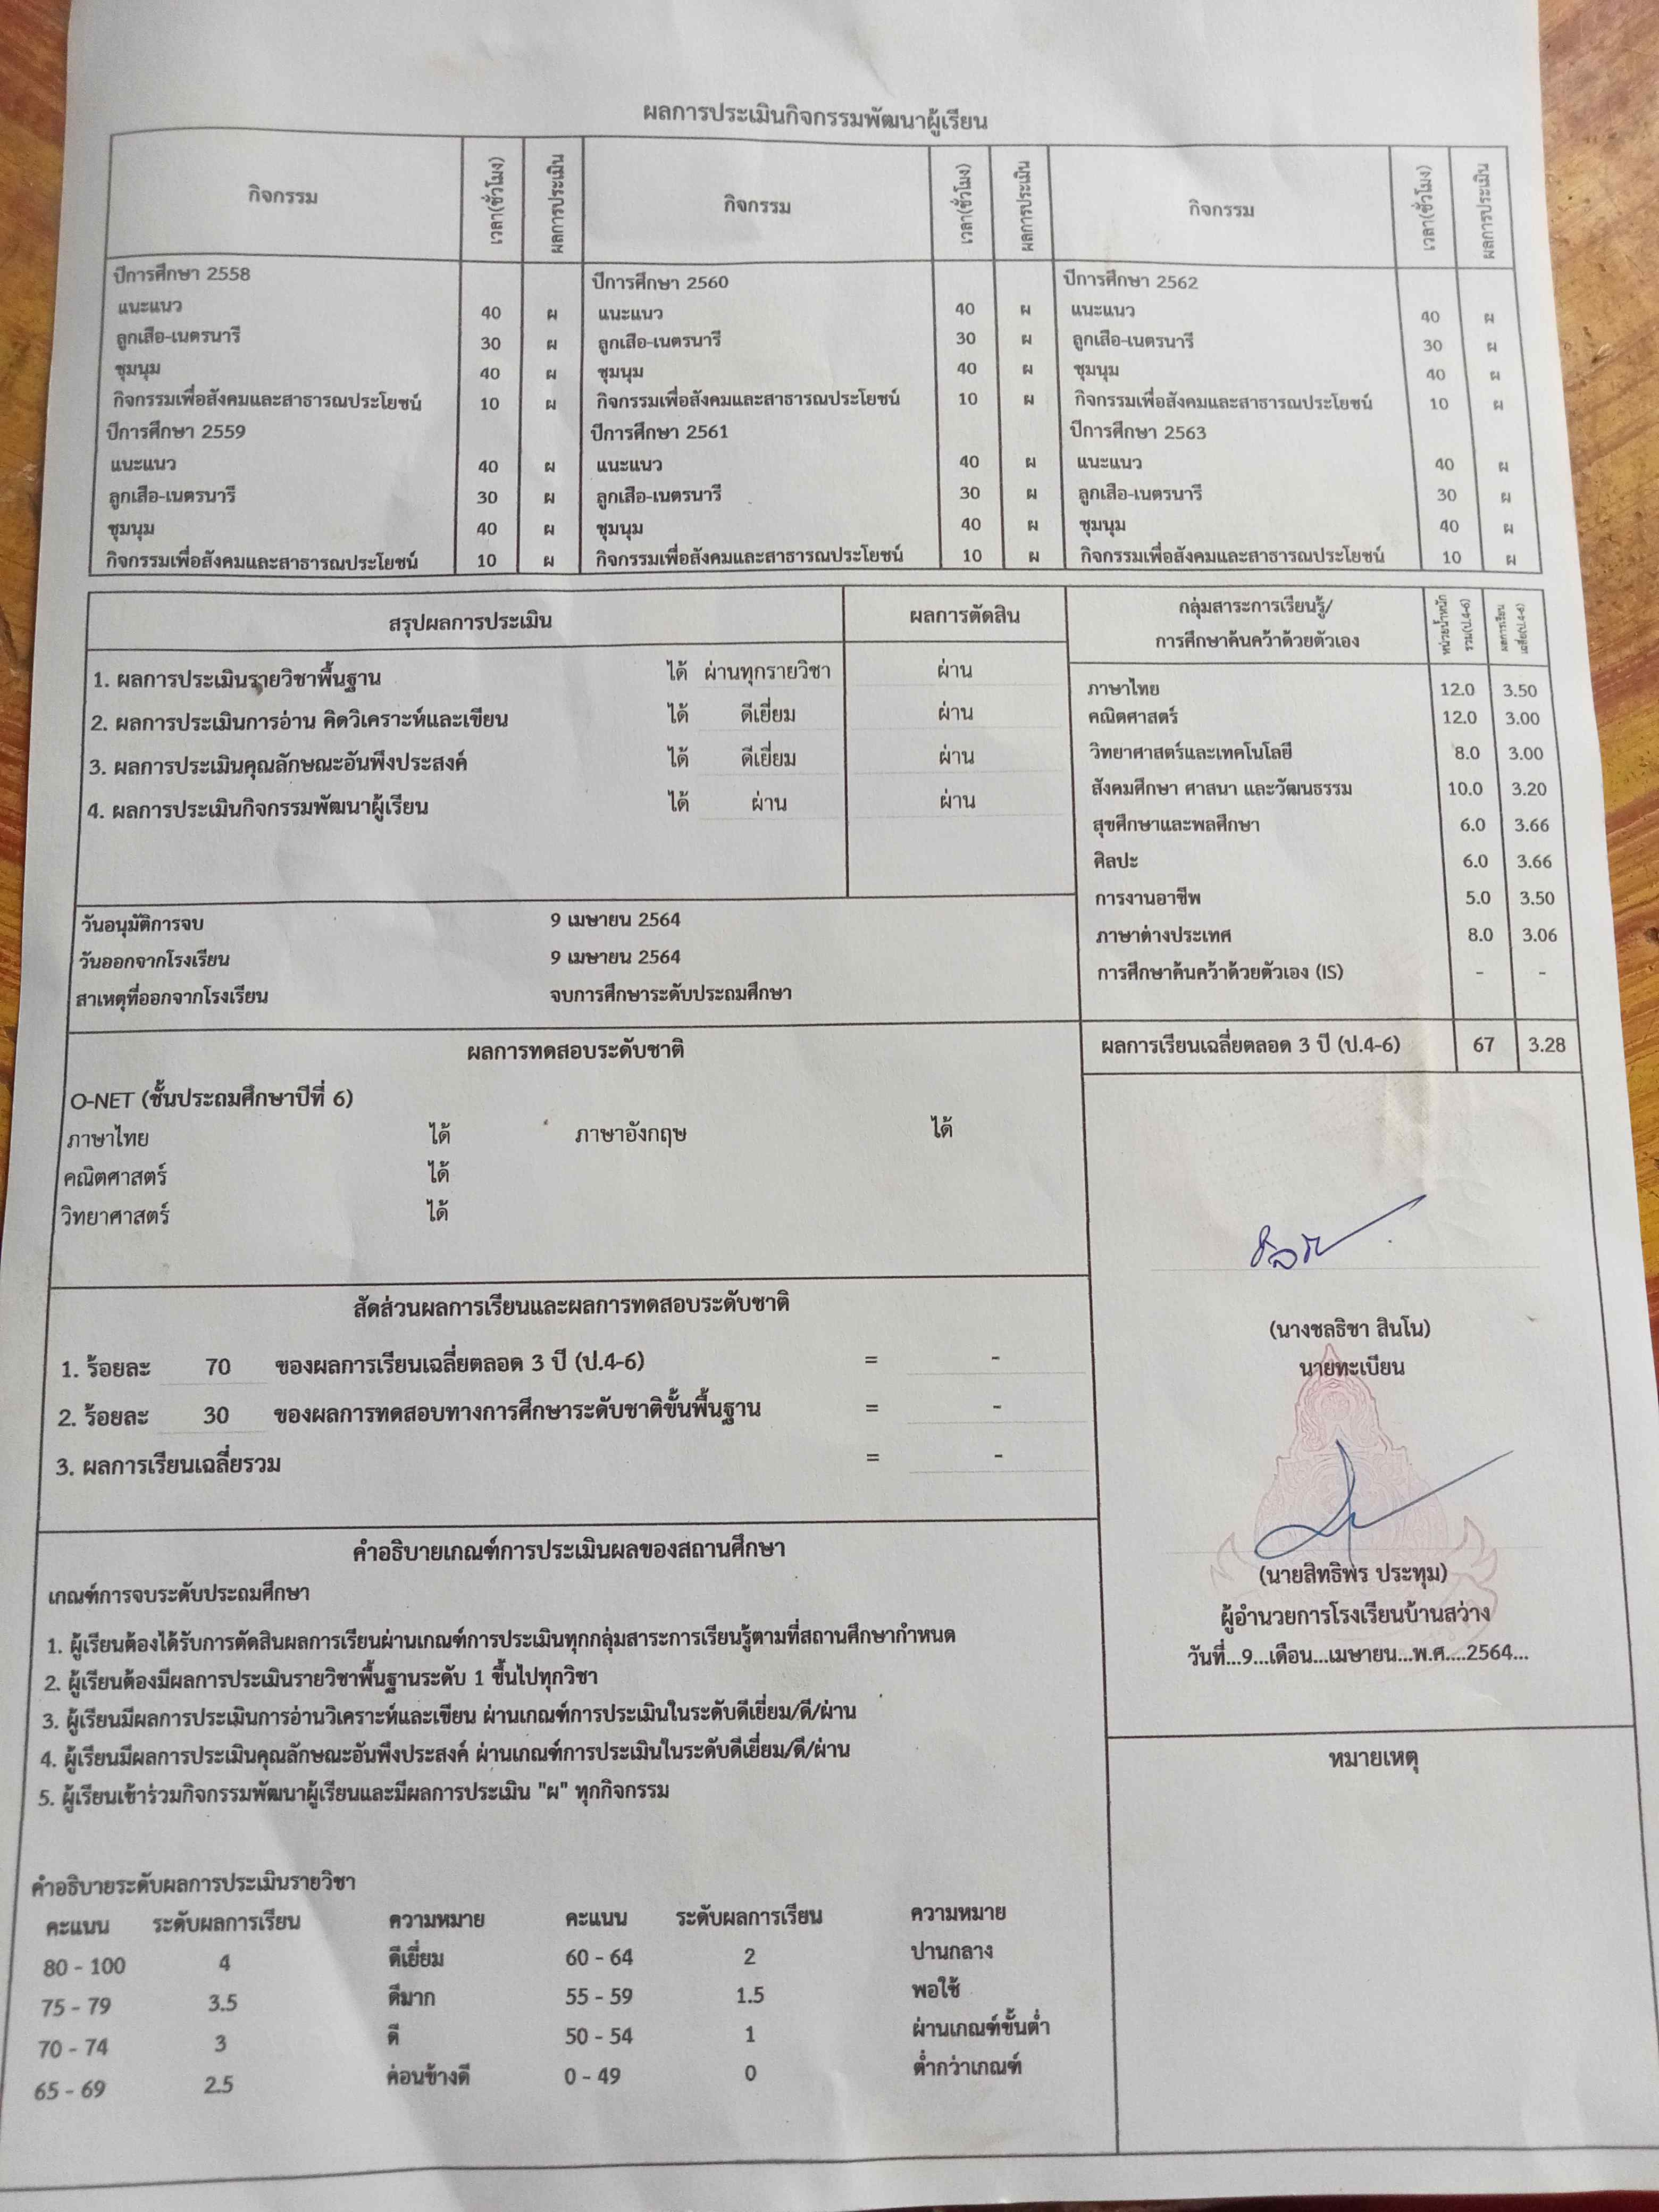 ผลการประเมินกิจกรรมพัฒนาผู้เรียน
กิจกรรม เวลา(ชั่วโมง) ผลการประเมิน กิจกรรม เวลา(ชั่วโมง) ผลการประเมิน กิจกรรม เวลา(ชั่วโมง) ผลการประเมิน
ปีการศึกษา 2558 ปีการศึกษา 2560 ปีการศึกษา 2562
แนะแนว 40 ผ แนะแนว 40 ผ แนะแนว 40 ผ
ลูกเสือ-เนตรนารี 30 ผ ลูกเสือ-เนตรนารี 30 ผ ลูกเสือ-เนตรนารี 30 ผ
ชุมนุม 40 ผ ชุมนุม 40 ผ ชุมนุม 40 ผ
กิจกรรมเพื่อสังคมและสาธารณประโยชน์ 10 ผ กิจกรรมเพื่อสังคมและสาธารณประโยชน์ 10 ผ กิจกรรมเพื่อสังคมและสาธารณประโยชน์ 10 ผ
ปีการศึกษา 2559 ปีการศึกษา 2561 ปีการศึกษา 2563
แนะแนว 40 ผ แนะแนว 40 ผ แนะแนว 40 ผ
ลูกเสือ-เนตรนารี 30 ผ ลูกเสือ-เนตรนารี 30 ผ ลูกเสือ-เนตรนารี 30 ผ
ชุมนุม 40 ผ ชุมนุม 40 ผ ชุมนุม 40 ผ
กิจกรรมเพื่อสังคมและสาธารณประโยชน์ 10 ผ กิจกรรมเพื่อสังคมและสาธารณประโยชน์ 10 ผ กิจกรรมเพื่อสังคมและสาธารณประโยชน์ 10 ผ
สรุปผลการประเมิน ผลการตัดสิน
1. ผลการประเมินรายวิชาพื้นฐาน ได้ ผ่านทุกรายวิชา ผ่าน
2. ผลการประเมินการอ่าน คิดวิเคราะห์และเขียน ได้ ดีเยี่ยม ผ่าน
3. ผลการประเมินคุณลักษณะอันพึงประสงค์ ได้ ดีเยี่ยม ผ่าน
4. ผลการประเมินกิจกรรมพัฒนาผู้เรียน ได้ ผ่าน ผ่าน
วันอนุมัติการจบ 9 เมษายน 2564
วันออกจากโรงเรียน 9 เมษายน 2564
สาเหตุที่ออกจากโรงเรียน จบการศึกษาระดับประถมศึกษา
กลุ่มสาระการเรียนรู้/
การศึกษาค้นคว้าด้วยตัวเอง
หน่วยน้ำหนัก
รวม(ป.4-6)
ผลการเรียน
เฉลี่ย(ป.4-6)
ภาษาไทย 12.0 3.50
คณิตศาสตร์ 12.0 3.00
วิทยาศาสตร์และเทคโนโลยี 8.0 3.00
สังคมศึกษา ศาสนา และวัฒนธรรม 10.0 3.20
สุขศึกษาและพลศึกษา 6.0 3.66
ศิลปะ 6.0 3.66
การงานอาชีพ 5.0 3.50
ภาษาต่างประเทศ 8.0 3.06
การศึกษาค้นคว้าด้วยตัวเอง (IS) - -
ผลการเรียนเฉลี่ยตลอด 3 ปี (ป.4-6) 67 3.28
ผลการทดสอบระดับชาติ
O-NET (ชั้นประถมศึกษาปีที่ 6)
ภาษาไทย ได้ ภาษาอังกฤษ ได้
คณิตศาสตร์ ได้
วิทยาศาสตร์ ได้
สัดส่วนผลการเรียนและผลการทดสอบระดับชาติ
1. ร้อยละ 70 ของผลการเรียนเฉลี่ยตลอด 3 ปี (ป.4-6) = -
2. ร้อยละ 30 ของผลการทดสอบทางการศึกษาระดับชาติขั้นพื้นฐาน = -
3. ผลการเรียนเฉลี่ยรวม = -
(นางชลธิชา สินโน)
นายทะเบียน
(นายสิทธิพร ประทุม)
ผู้อำนวยการโรงเรียนบ้านสว่าง
วันที่...9...เดือน...เมษายน...พ.ศ....2564...
คำอธิบายเกณฑ์การประเมินผลของสถานศึกษา
เกณฑ์การจบระดับประถมศึกษา
1. ผู้เรียนต้องได้รับการตัดสินผลการเรียนผ่านเกณฑ์การประเมินทุกกลุ่มสาระการเรียนรู้ตามที่สถานศึกษากำหนด
2. ผู้เรียนต้องมีผลการประเมินรายวิชาพื้นฐานระดับ 1 ขึ้นไปทุกวิชา
3. ผู้เรียนมีผลการประเมินการอ่านวิเคราะห์และเขียน ผ่านเกณฑ์การประเมินในระดับดีเยี่ยม/ดี/ผ่าน
4. ผู้เรียนมีผลการประเมินคุณลักษณะอันพึงประสงค์ ผ่านเกณฑ์การประเมินในระดับดีเยี่ยม/ดี/ผ่าน
5. ผู้เรียนเข้าร่วมกิจกรรมพัฒนาผู้เรียนและมีผลการประเมิน "ผ" ทุกกิจกรรม
หมายเหตุ
คำอธิบายระดับผลการประเมินรายวิชา
คะแนน ระดับผลการเรียน ความหมาย คะแนน ระดับผลการเรียน ความหมาย
80 - 100 4 ดีเยี่ยม 60 - 64 2 ปานกลาง
75 - 79 3.5 ดีมาก 55 - 59 1.5 พอใช้
70 - 74 3 ดี 50 - 54 1 ผ่านเกณฑ์ขั้นต่ำ
65 - 69 2.5 ค่อนข้างดี 0 - 49 0 ต่ำกว่าเกณฑ์